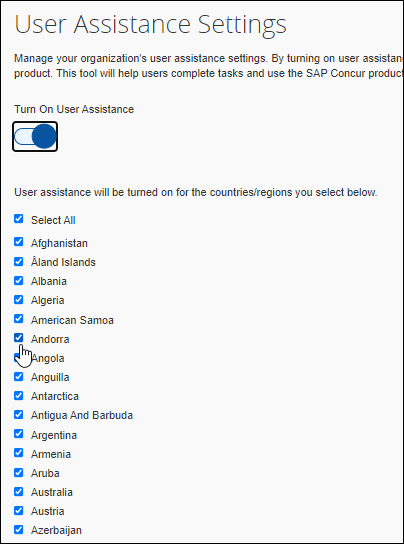 User Assistance Settings
Manage your organization's user assistance settings. By turning on user assistan
product. This tool will help users complete tasks and use the SAP Concur product
Turn On User Assistance
User assistance will be turned on for the countries/regions you select below.
Select All
Afghanistan
Åland Islands
Albania
Algeria
American Samoa
Andorra
Angola
Anguilla
Antarctica
Antigua And Barbuda
Argentina
Armenia
Aruba
Australia
Austria
Azerbaijan